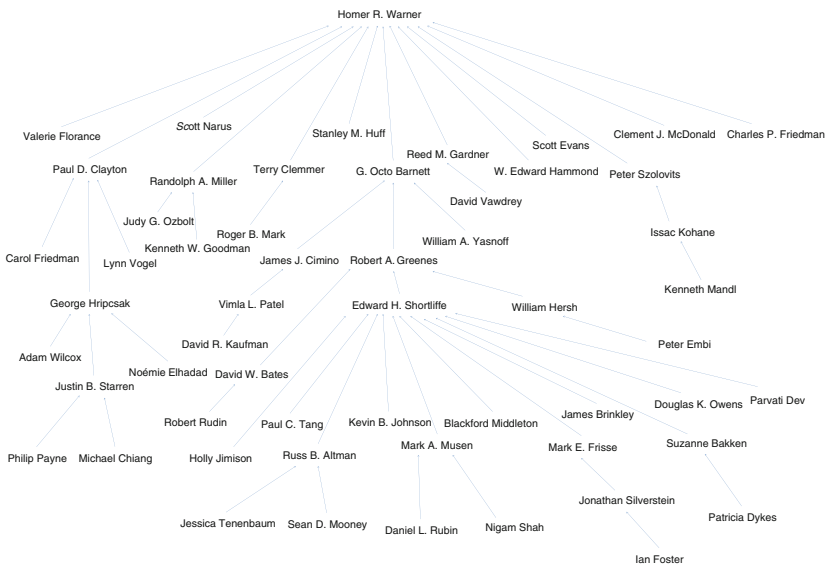 Homer R. Warner
Valerie Florance
Scott Narus
Stanley M. Huff
Reed M. Gardner
Scott Evans
Clement J. McDonald
Charles P. Friedman
Paul D. Clayton
Randolph A. Miller
Terry Clemmer
G. Octo Barnett
W. Edward Hammond
Peter Szolovits
Judy G. Ozbolt
David Vawdrey
Carol Friedman
Lynn Vogel
Kenneth W. Goodman
Roger B. Mark
William A. Yasnoff
Issac Kohane
James J. Cimino
Robert A. Greenes
Kenneth Mandl
George Hripcsak
Vimla L. Patel
Edward H. Shortliffe
William Hersh
Adam Wilcox
Noémie Elhadad
David R. Kaufman
Peter Embi
Justin B. Starren
David W. Bates
Robert Rudin
Paul C. Tang
Kevin B. Johnson
Blackford Middleton
James Brinkley
Douglas K. Owens
Parvati Dev
Philip Payne
Michael Chiang
Holly Jimison
Russ B. Altman
Mark A. Musen
Mark E. Frisse
Suzanne Bakken
Jessica Tenenbaum
Sean D. Mooney
Daniel L. Rubin
Nigam Shah
Jonathan Silverstein
Patricia Dykes
Ian Foster